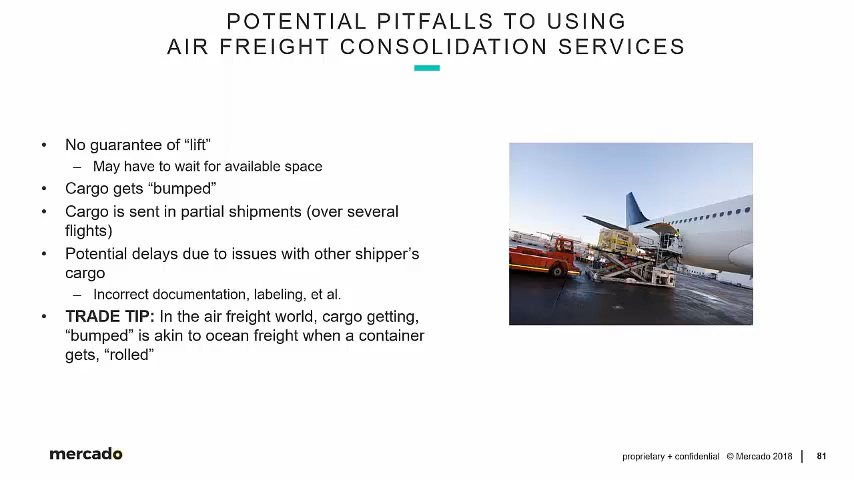 POTENTIAL PITFALLS TO USING
AIR FREIGHT CONSOLIDATION SERVICES
• No guarantee of “lift”
– May have to wait for available space
• Cargo gets “bumped”
• Cargo is sent in partial shipments (over several
flights)
• Potential delays due to issues with other shipper’s
cargo
– Incorrect documentation, labeling, et al.
• TRADE TIP: In the air freight world, cargo getting,
“bumped” is akin to ocean freight when a container
gets, “rolled”
mercado
proprietary + confidential © Mercado 2018 | 81